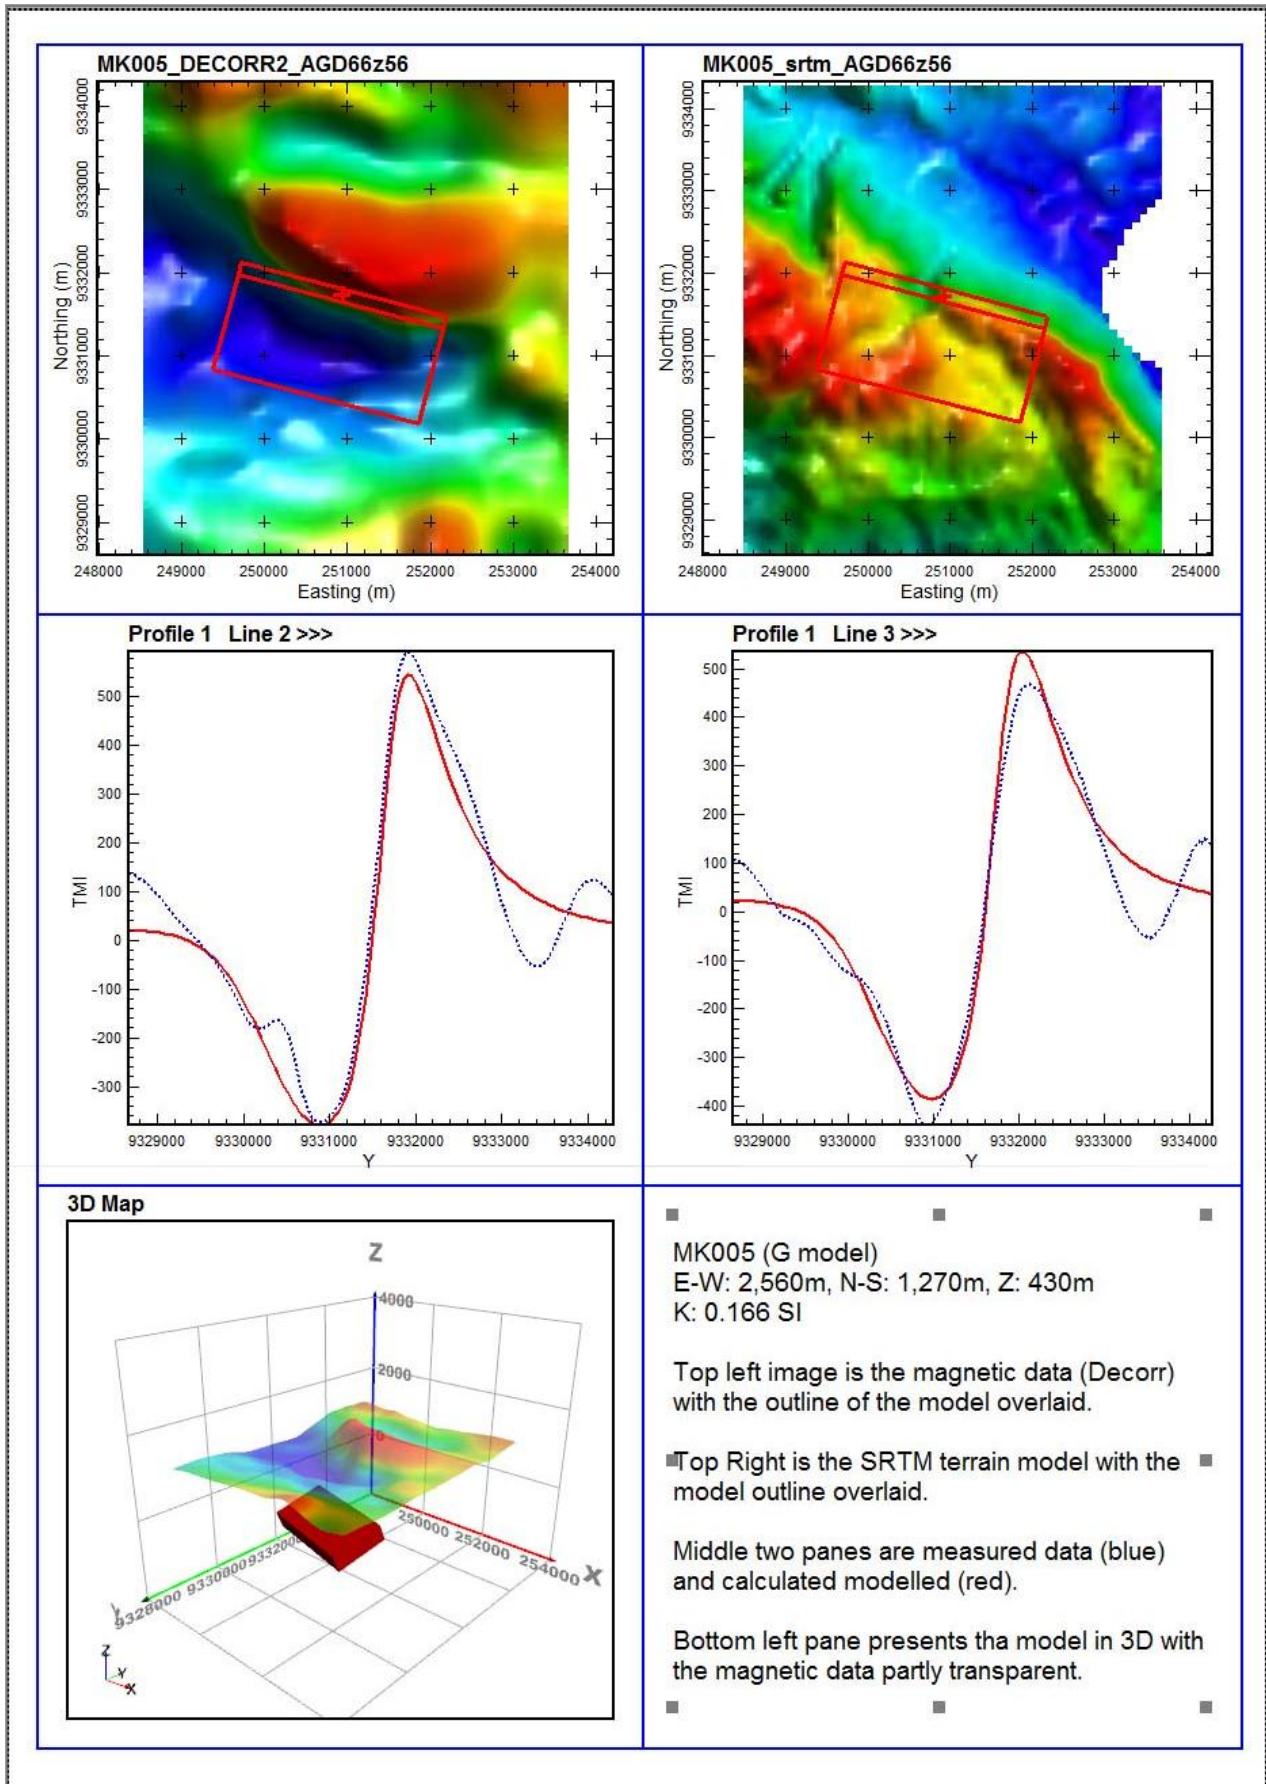 MK005_DECORR2_AGD66z56
9334000
9333000
9332000
9331000
9330000
9329000
Northing (m)
248000 249000 250000 251000 252000 253000 254000
Easting (m)
MK005_srtm_AGD66z56
9334000
9333000
9332000
9331000
9330000
9329000
Northing (m)
248000 249000 250000 251000 252000 253000 254000
Easting (m)
Profile 1 Line 2 >>>
500
400
300
200
100
0
-100
-200
-300
TMI
9329000 9330000 9331000 9332000 9333000 9334000
Y
Profile 1 Line 3 >>>
500
400
300
200
100
0
-100
-200
-300
-400
TMI
9329000 9330000 9331000 9332000 9333000 9334000
Y
3D Map
Z
4000
2000
0
250000 252000 254000 X
Y 9328000 9330000 9332000
Z
Y
X
MK005 (G model)
E-W: 2,560m, N-S: 1,270m, Z: 430m
K: 0.166 SI
Top left image is the magnetic data (Decorr)
with the outline of the model overlaid.
Top Right is the SRTM terrain model with the
model outline overlaid.
Middle two panes are measured data (blue)
and calculated modelled (red).
Bottom left pane presents tha model in 3D with
the magnetic data partly transparent.